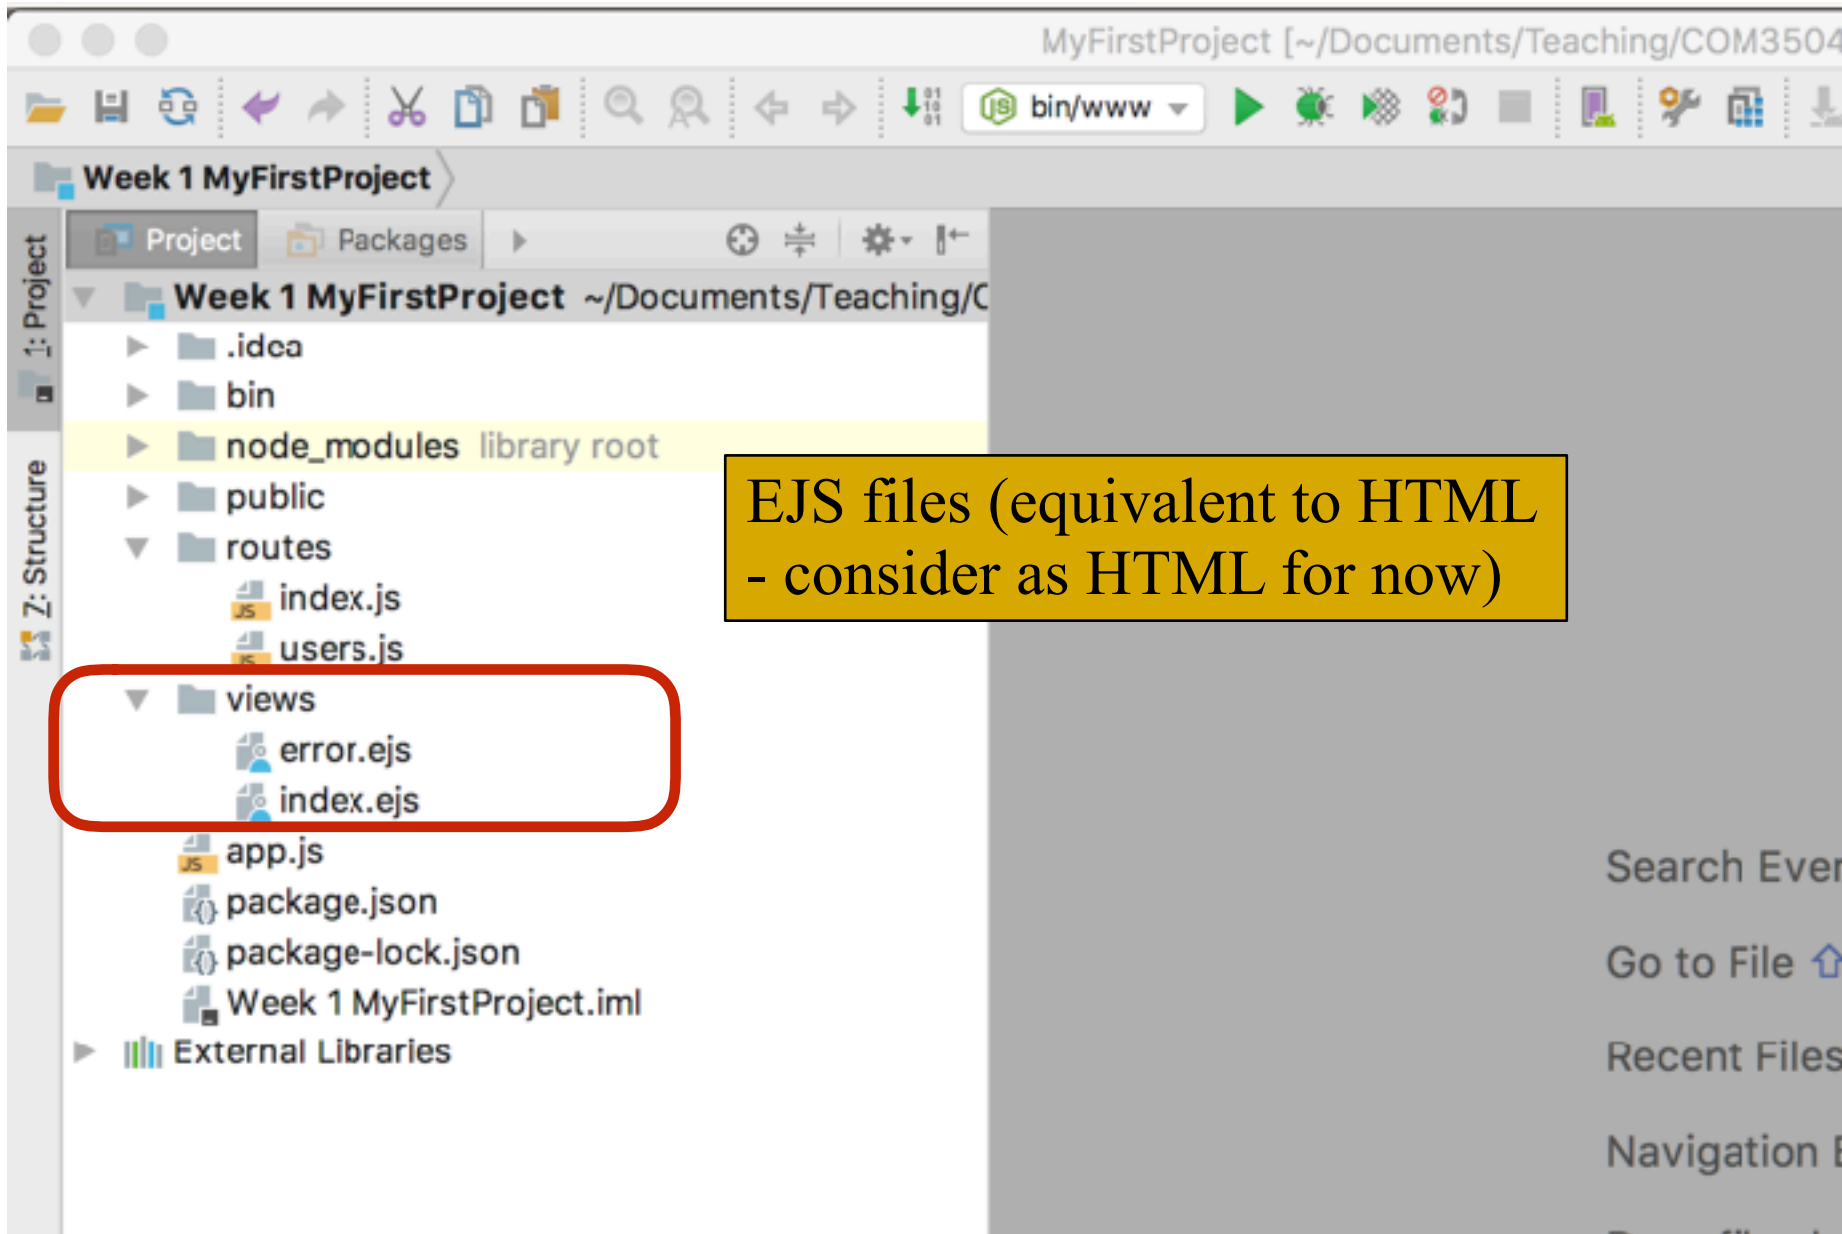 MyFirstProject [~/Documents/Teaching/COM3504
bin/www
Week 1 MyFirstProject
Project
Packages
1: Project
Z: Structure
Week 1 MyFirstProject ~/Documents/Teaching/C
.idea
bin
node_modules library root
public
routes
index.js
users.js
views
error.ejs
index.ejs
app.js
package.json
package-lock.json
Week 1 MyFirstProject.iml
External Libraries
EJS files (equivalent to HTML
- consider as HTML for now)
Search Ever
Go to File
Recent Files
Navigation